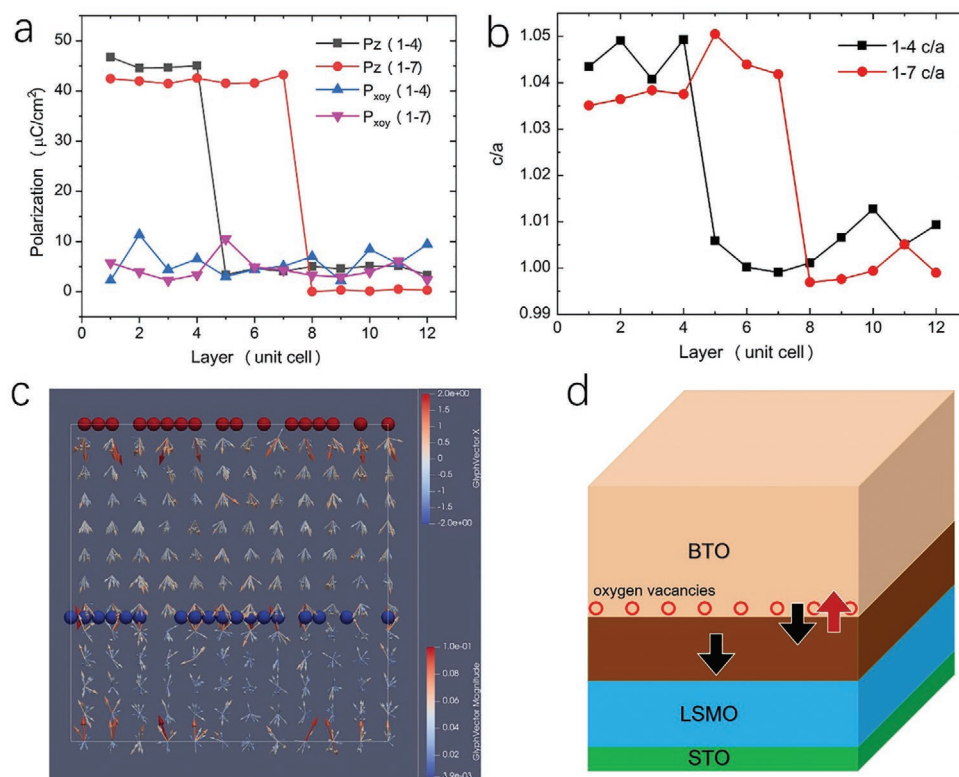 a
Polarization (μC/cm²)
50
40
30
20
10
0
0 2 4 6 8 10 12
Layer (unit cell)
Pz (1-4)
Pz (1-7)
Pxoy (1-4)
Pxoy (1-7)
b
c/a
1.05
1.04
1.03
1.02
1.01
1.00
0.99
0 2 4 6 8 10 12
Layer (unit cell)
1-4 c/a
1-7 c/a
c
2.0e+00
1.5
1
0.5
0
-0.5
-1
-2.0e+00
GlyphVector X
1.0e-01
0.08
0.06
0.04
0.02
3.9e-03
GlyphVector Magnitude
d
BTO
oxygen vacancies
LSMO
STO